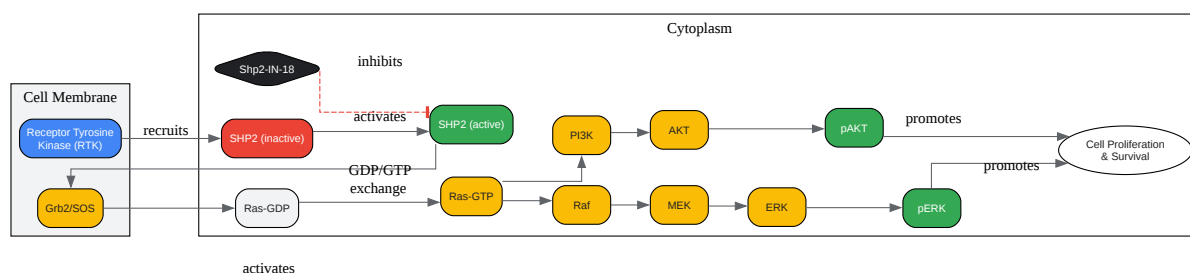 Cytoplasm
Shp2-IN-18
inhibits
Cell Membrane
Receptor Tyrosine
Kinase (RTK)
recruits
SHP2 (inactive)
activates
SHP2 (active)
PI3K
AKT
pAKT
promotes
Cell Proliferation
& Survival
promotes
Grb2/SOS
Ras-GDP
GDP/GTP
exchange
Ras-GTP
Raf
MEK
ERK
pERK
activates